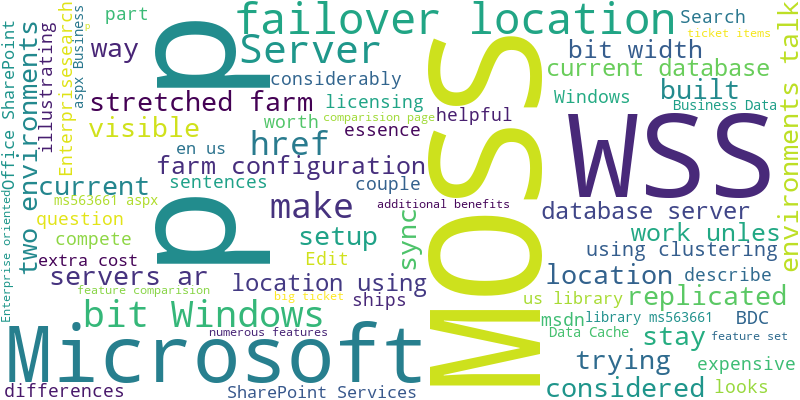 failover location
Search
ticket items
part
way
Server
bit width
considerably
current database
stretched farm
licensing
helpful
Windows
built
visible
worth
comparision page
essence
Business Data
href
en us
farm configuration
sentences
couple
current
ms563661 aspx
make
additional benefits
database server
question
setup
work unles
compete
Edit
using clustering
extra cost
servers ar
location using
location
describe
feature comparision
big ticket
ships
us library
replicated
bit Windows
msdn
library ms563661
BDC
numerous features
Data Cache
stay
feature set
Microsoft
trying
expensive
looks
differences
SharePoint Services
considered
WSS
MOSS
p
p
p
sync
two environments
illustrating
Enterprisesearch
aspx Business
Office SharePoint
Enterprise oriented
environments talk